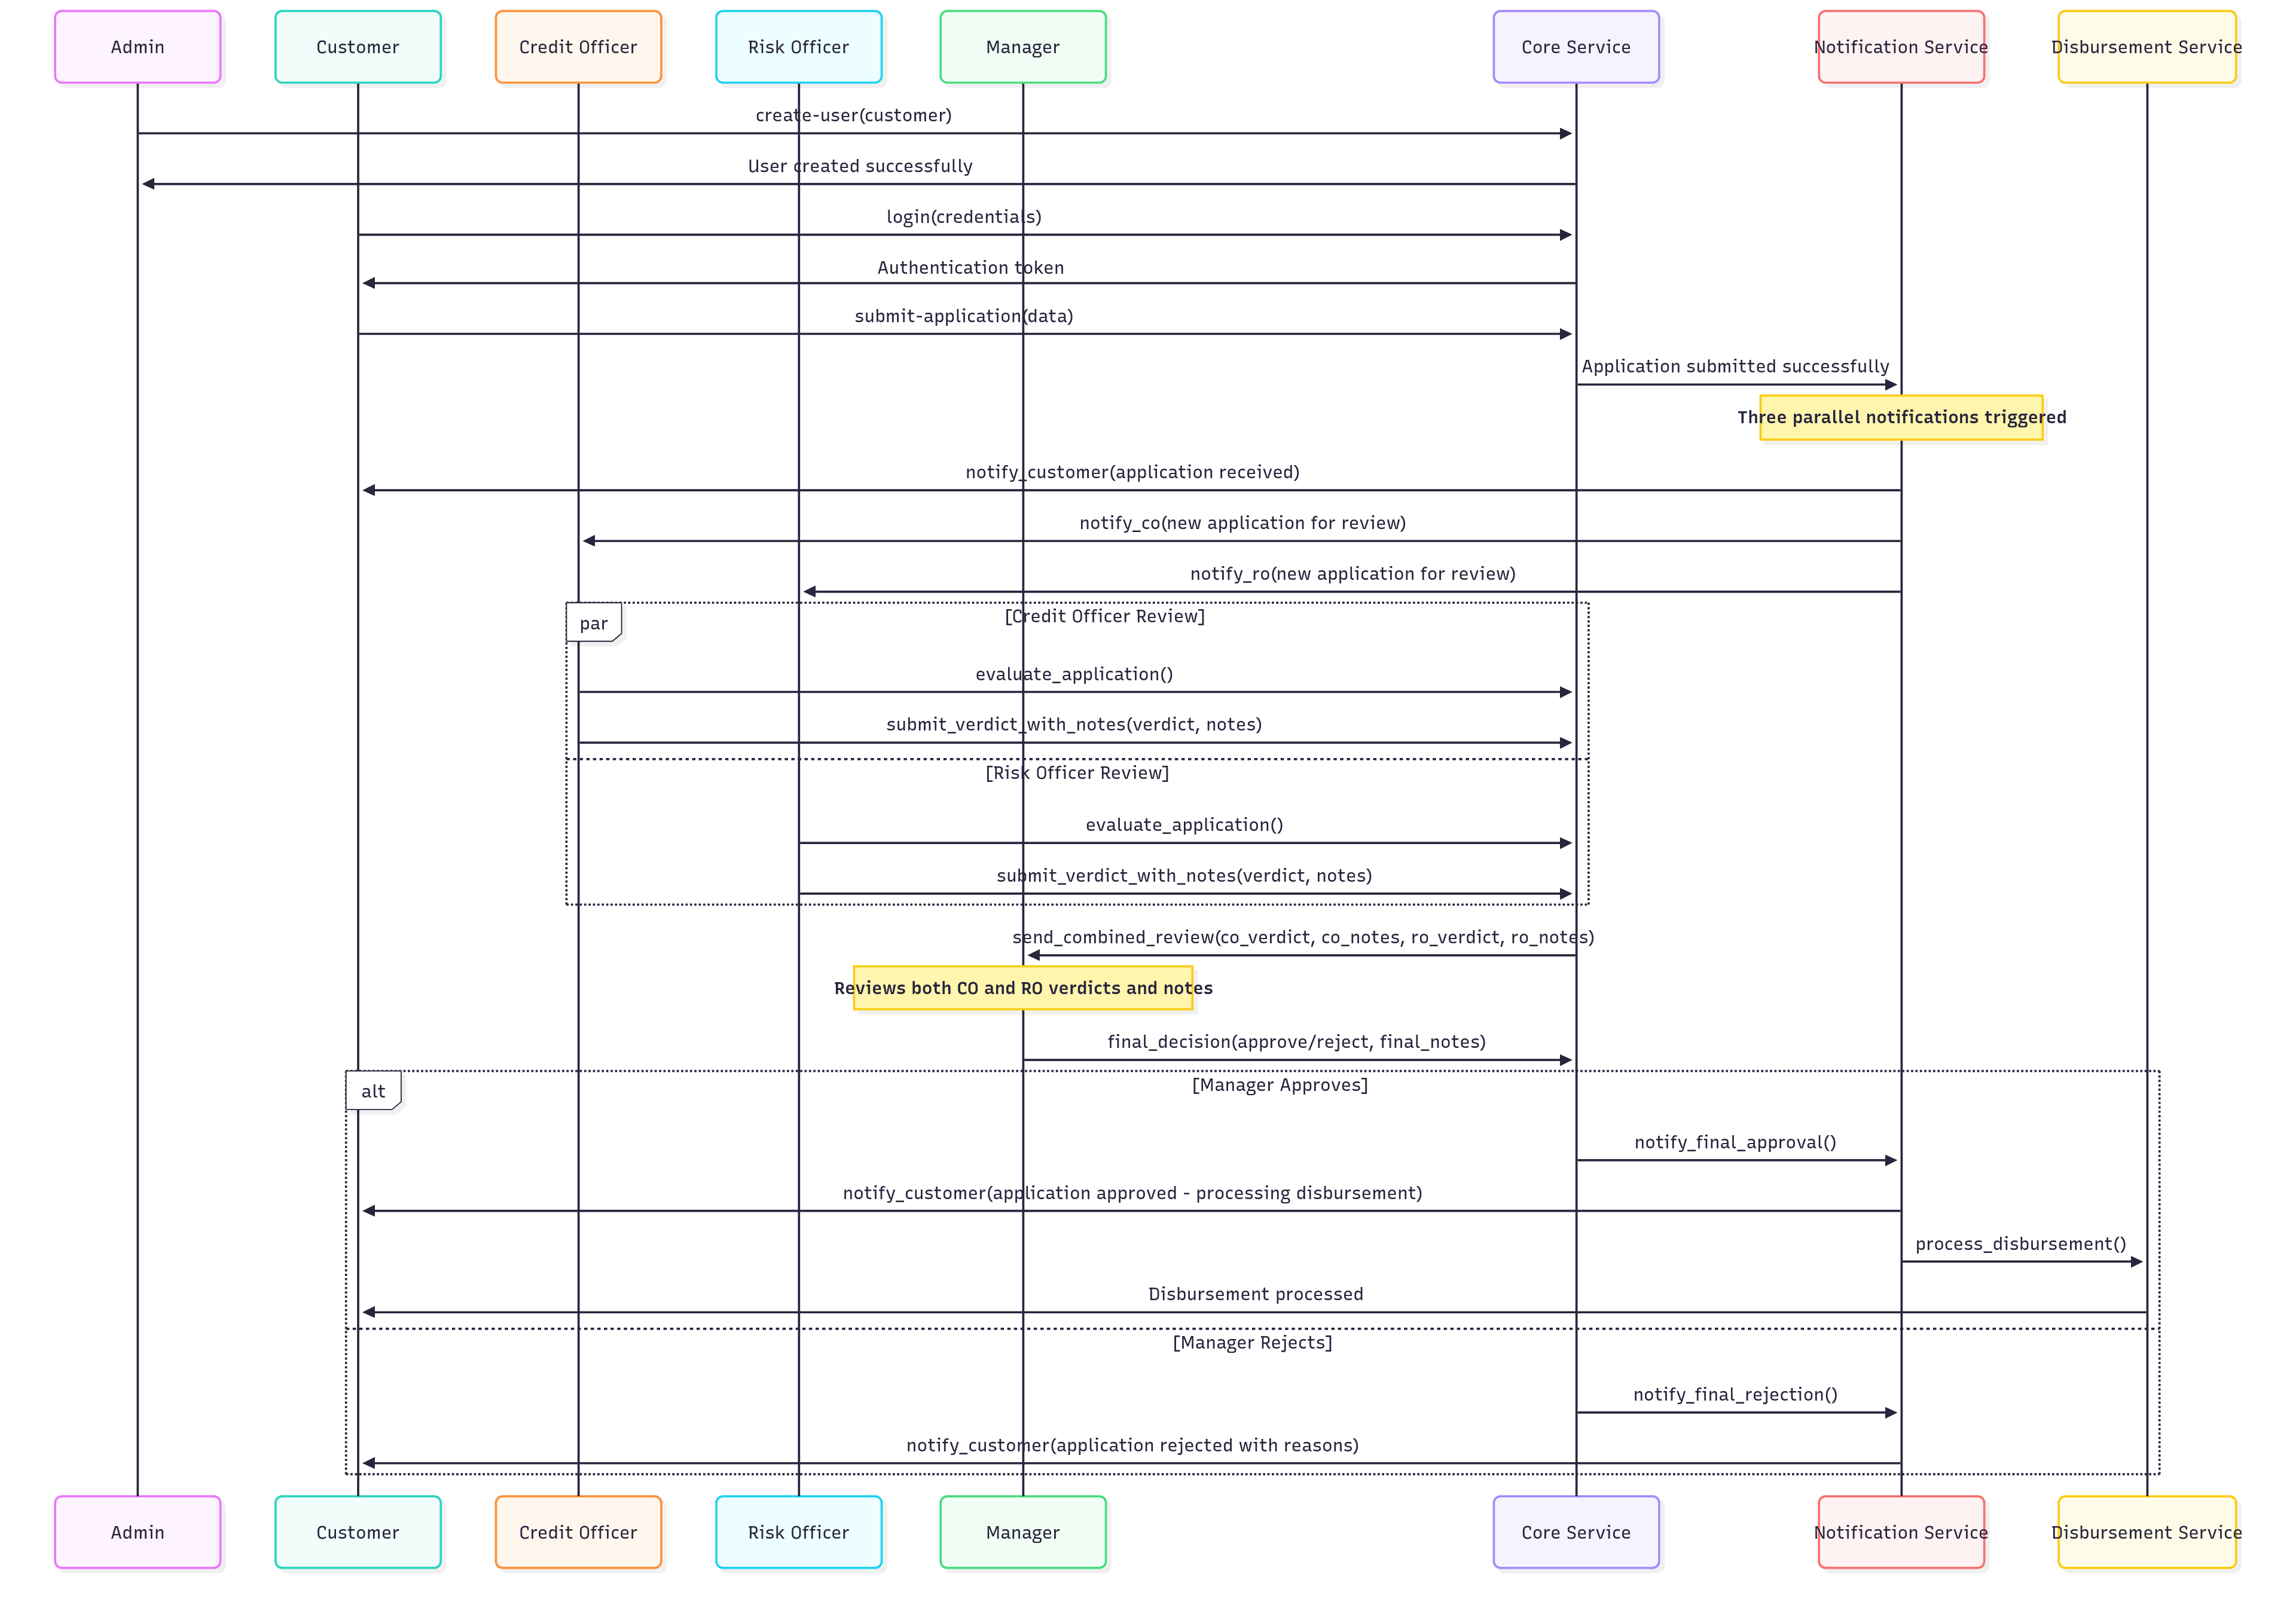 Admin
Customer
Credit Officer
Risk Officer
Manager
Core Service
Notification Service
Disbursement Service
create-user(customer)
User created successfully
login(credentials)
Authentication token
submit-application(data)
Application submitted successfully
Three parallel notifications triggered
notify_customer(application received)
notify_co(new application for review)
notify_ro(new application for review)
par
[Credit Officer Review]
evaluate_application()
submit_verdict_with_notes(verdict, notes)
[Risk Officer Review]
evaluate_application()
submit_verdict_with_notes(verdict, notes)
send_combined_review(co_verdict, co_notes, ro_verdict, ro_notes)
Reviews both CO and RO verdicts and notes
final_decision(approve/reject, final_notes)
alt
[Manager Approves]
notify_final_approval()
notify_customer(application approved - processing disbursement)
process_disbursement()
Disbursement processed
[Manager Rejects]
notify_final_rejection()
notify_customer(application rejected with reasons)
Admin
Customer
Credit Officer
Risk Officer
Manager
Core Service
Notification Service
Disbursement Service